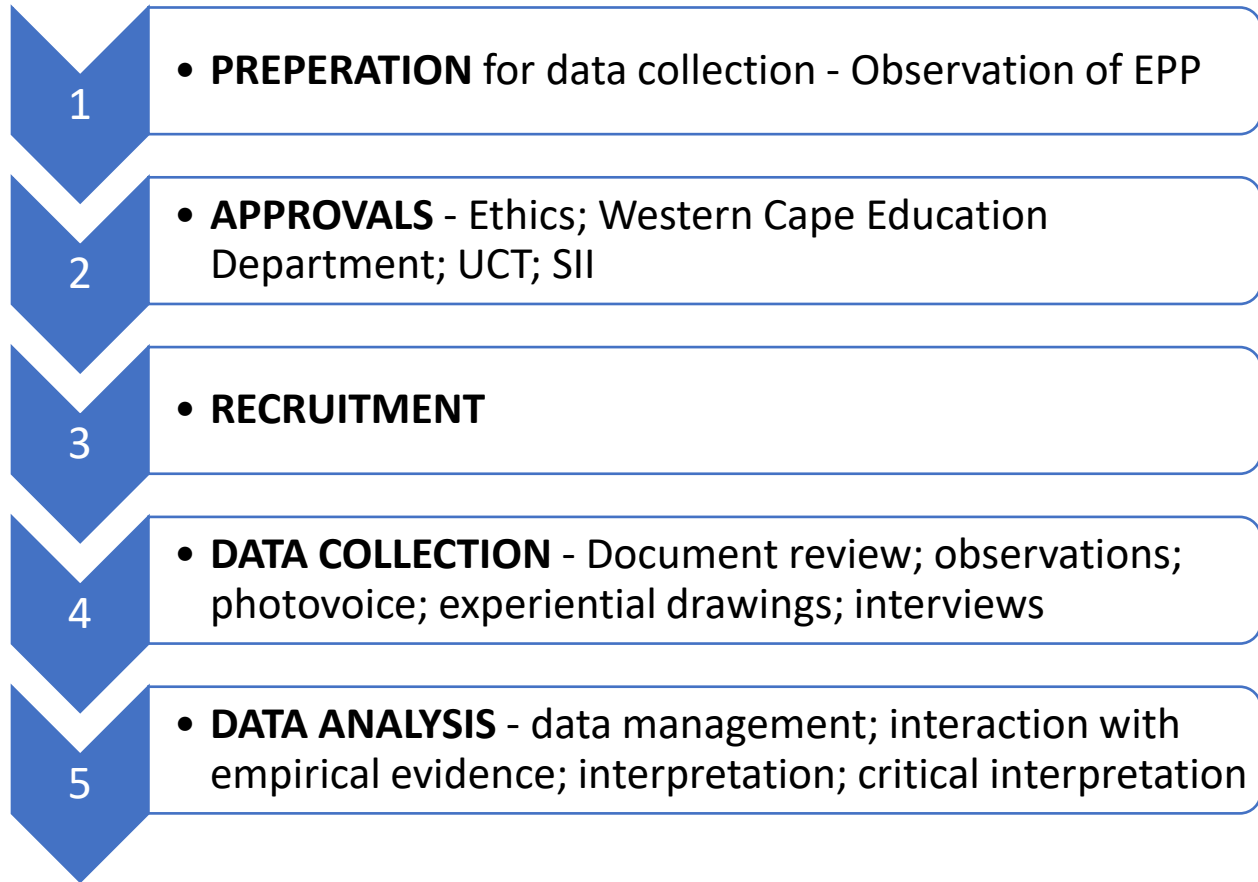 1
• PREPERATION for data collection - Observation of EPP
2
• APPROVALS - Ethics; Western Cape Education
Department; UCT; SII
3
• RECRUITMENT
4
• DATA COLLECTION - Document review; observations;
photovoice; experiential drawings; interviews
5
• DATA ANALYSIS - data management; interaction with
empirical evidence; interpretation; critical interpretation